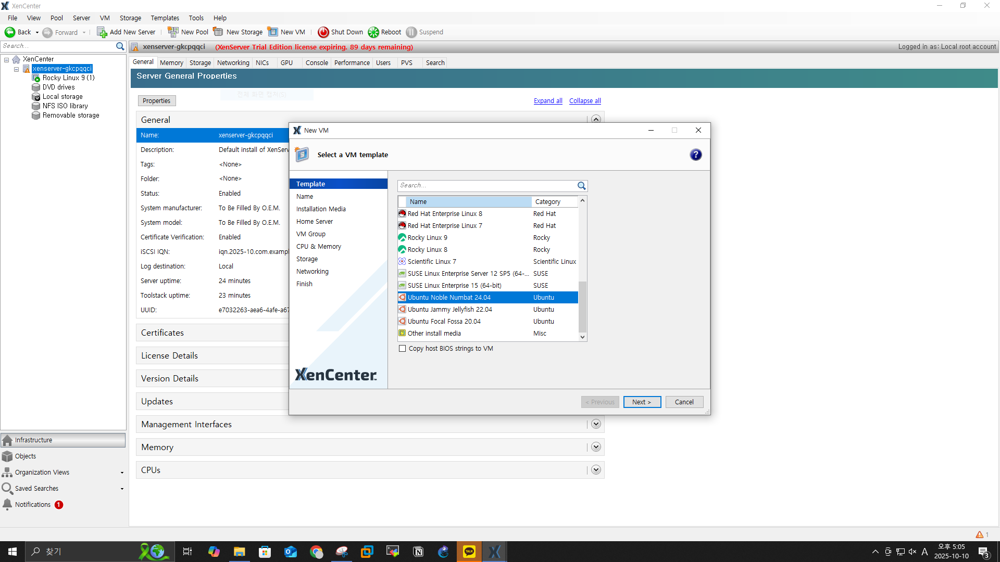 XenCenter
File View Pool Server VM Storage Templates Tools Help
Back Forward Add New Server New Pool New Storage New VM Shut Down Reboot Suspend
Search...
xenserver-gkcpqqci (XenServer Trial Edition license expiring. 89 days remaining) Logged in as: Local root account
XenCenter
xenserver-gkcpqqci
Rocky Linux 9 (1)
DVD drives
Local storage
NFS ISO library
Removable storage
General Memory Storage Networking NICs GPU Console Performance Users PVS Search
Server General Properties
전체 화면 캡처(S)
Properties Expand all Collapse all
General
Name: xenserver-gkcpqqci
Description: Default install of XenServ
Tags: <None>
Folder: <None>
Status: Enabled
System manufacturer: To Be Filled By O.E.M.
System model: To Be Filled By O.E.M.
Certificate Verification: Enabled
iSCSI IQN: iqn.2025-10.com.exampl
Log destination: Local
Server uptime: 24 minutes
Toolstack uptime: 23 minutes
UUID: e7032263-aea6-4afe-a67
Certificates
License Details
Version Details
Updates
Management Interfaces
Memory
CPUs
New VM
Select a VM template
?
Template
Name
Installation Media
Home Server
VM Group
CPU & Memory
Storage
Networking
Finish
XenCenter™
Search...
Name Category
Red Hat Enterprise Linux 8 Red Hat
Red Hat Enterprise Linux 7 Red Hat
Rocky Linux 9 Rocky
Rocky Linux 8 Rocky
Scientific Linux 7 Scientific Linux
SUSE Linux Enterprise Server 12 SP5 (64-... SUSE
SUSE Linux Enterprise 15 (64-bit) SUSE
Ubuntu Noble Numbat 24.04 Ubuntu
Ubuntu Jammy Jellyfish 22.04 Ubuntu
Ubuntu Focal Fossa 20.04 Ubuntu
Other install media Misc
Copy host BIOS strings to VM
< Previous Next > Cancel
Infrastructure
Objects
Organization Views
Saved Searches
Notifications 1
1
찾기
TALK
A
오후 5:05
2025-10-10
3